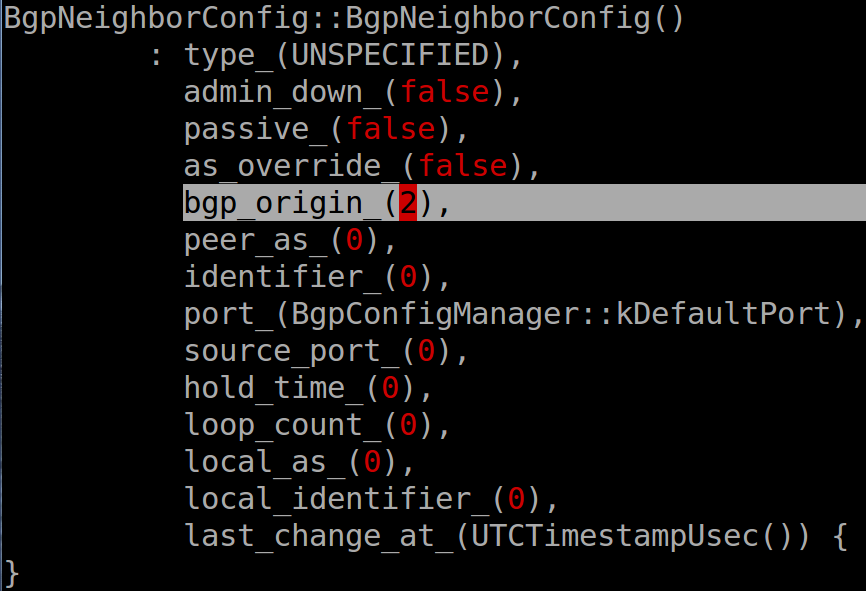 BgpNeighborConfig::BgpNeighborConfig()
        : type_(UNSPECIFIED),
          admin_down_(false),
          passive_(false),
          as_override_(false),
          bgp_origin_(2),
          peer_as_(0),
          identifier_(0),
          port_(BgpConfigManager::kDefaultPort),
          source_port_(0),
          hold_time_(0),
          loop_count_(0),
          local_as_(0),
          local_identifier_(0),
          last_change_at_(UTCTimestampUsec()) {
}